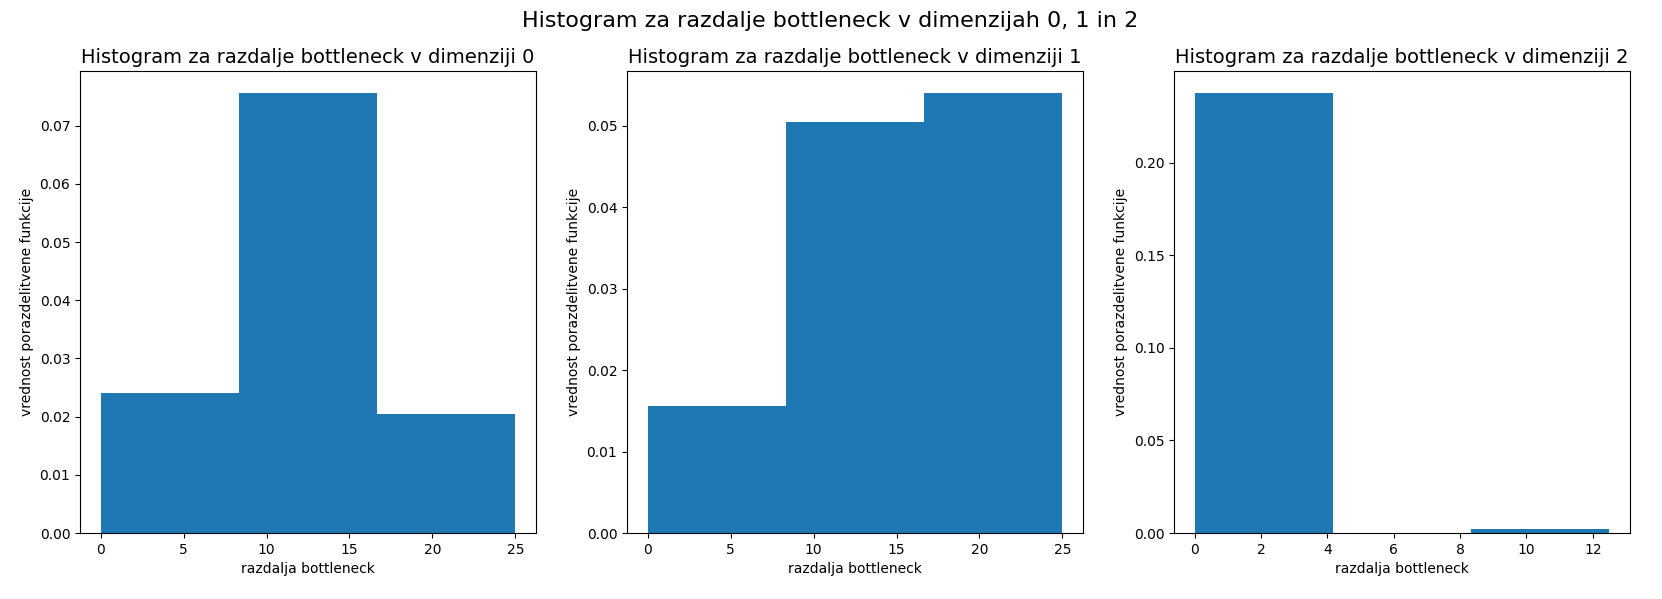 Histogram za razdalje bottleneck v dimenzijah 0, 1 in 2
Histogram za razdalje bottleneck v dimenziji 0
vrednost porazdelitvene funkcije
0.07
0.06
0.05
0.04
0.03
0.02
0.01
0.00
0 5 10 15 20 25
razdalja bottleneck
Histogram za razdalje bottleneck v dimenziji 1
vrednost porazdelitvene funkcije
0.05
0.04
0.03
0.02
0.01
0.00
0 5 10 15 20 25
razdalja bottleneck
Histogram za razdalje bottleneck v dimenziji 2
vrednost porazdelitvene funkcije
0.20
0.15
0.10
0.05
0.00
0 2 4 6 8 10 12
razdalja bottleneck